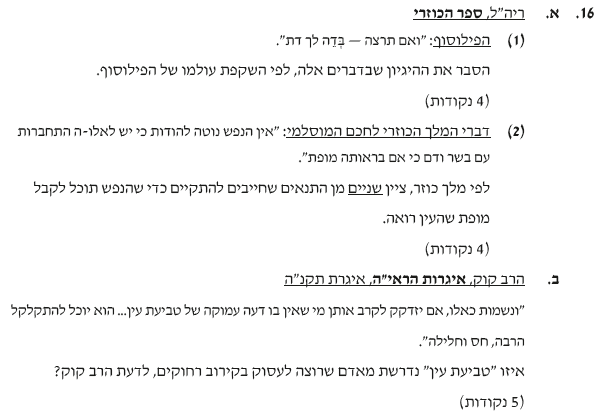 16. א. ריה"ל, ספר הכוזרי
(1) הפילוסוף: "ואם תרצה — בְּדֵה לך דת".
הסבר את ההיגיון שבדברים אלה, לפי השקפת עולמו של הפילוסוף.
(4 נקודות)
(2) דברי המלך הכוזרי לחכם המוסלמי: "אין הנפש נוטה להודות כי יש לאלו-ה התחברות
עם בשר ודם כי אם בראותה מופת".
לפי מלך כוזר, ציין שניים מן התנאים שחייבים להתקיים כדי שהנפש תוכל לקבל
מופת שהעין רואה.
(4 נקודות)
ב. הרב קוק, איגרות הראי"ה, איגרת תקנ"ה
"ונשמות כאלו, אם יזדקק לקרב אותן מי שאין בו דעה עמוקה של טביעת עין... הוא יוכל להתקלקל
הרבה, חס וחלילה".
איזו "טביעת עין" נדרשת מאדם שרוצה לעסוק בקירוב רחוקים, לדעת הרב קוק?
(5 נקודות)